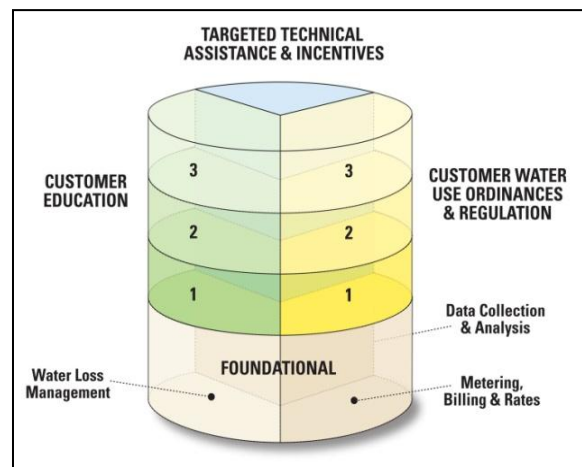 TARGETED TECHNICAL
ASSISTANCE & INCENTIVES
CUSTOMER
EDUCATION
CUSTOMER WATER
USE ORDINANCES
& REGULATION
3
3
2
2
1
1
FOUNDATIONAL
Data Collection
& Analysis
Water Loss
Management
Metering,
Billing & Rates